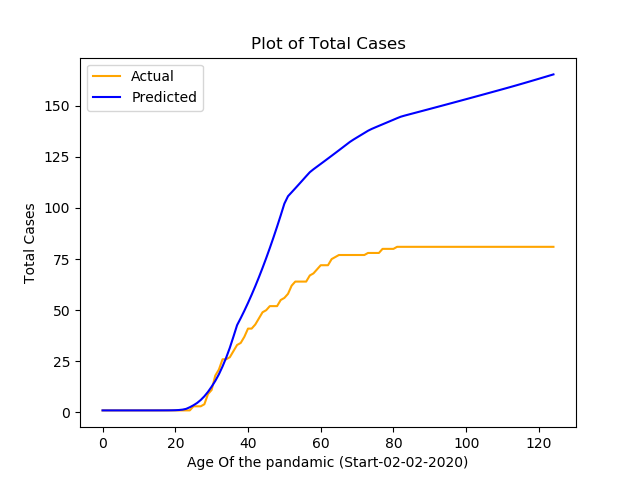 Plot of Total Cases
Actual
Predicted
150
125
100
75
50
25
0
Total Cases
0 20 40 60 80 100 120
Age Of the pandamic (Start-02-02-2020)